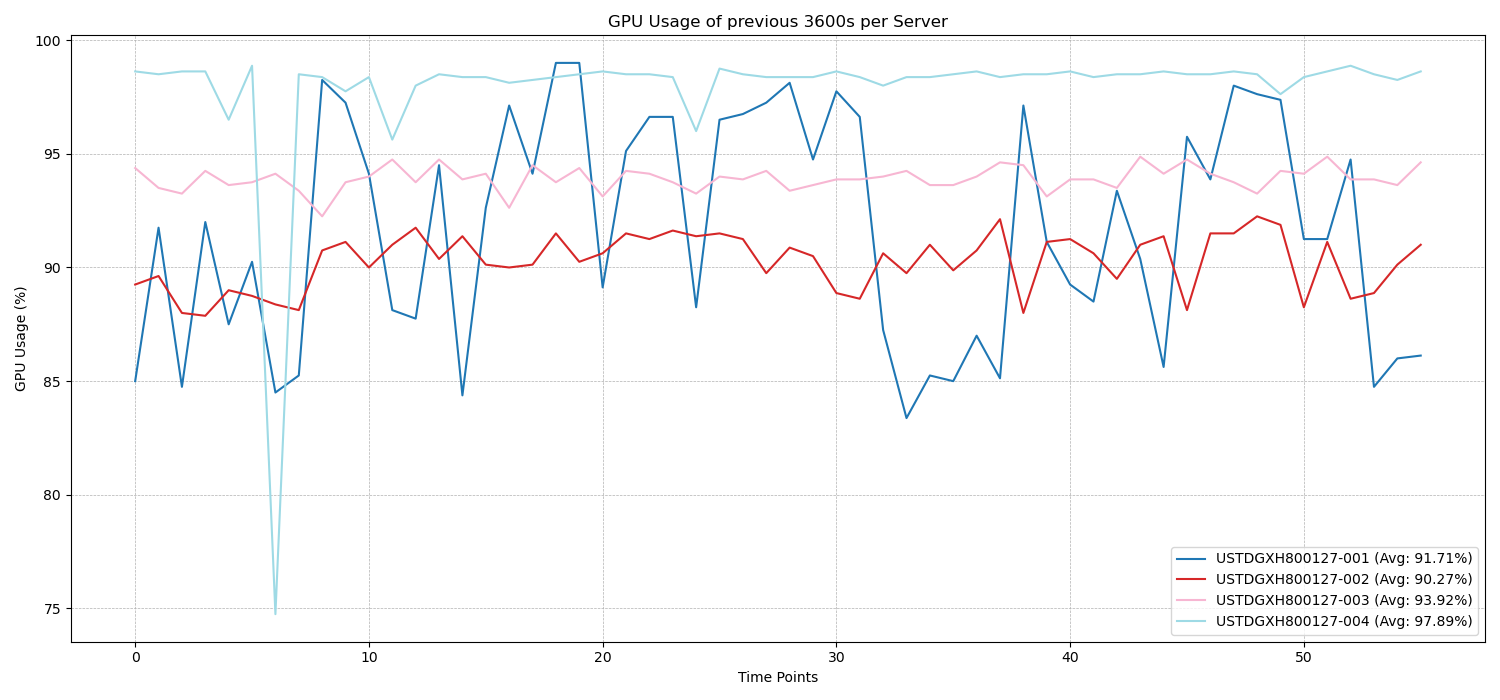 GPU Usage of previous 3600s per Server
GPU Usage (%)
100
95
90
85
80
75
0 10 20 30 40 50
Time Points
USTDGXH800127-001 (Avg: 91.71%)
USTDGXH800127-002 (Avg: 90.27%)
USTDGXH800127-003 (Avg: 93.92%)
USTDGXH800127-004 (Avg: 97.89%)